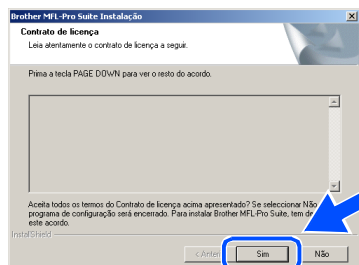 Brother MFL-Pro Suite Instalação
Contrato de licença
Leia atentamente o contrato de licença a seguir.
Prima a tecla PAGE DOWN para ver o resto do acordo.
Aceita todos os termos do Contrato de licença acima apresentado? Se seleccionar Não
programa de configuração será encerrado. Para instalar Brother MFL-Pro Suite, tem de
este acordo.
InstallShield
Sim
Não